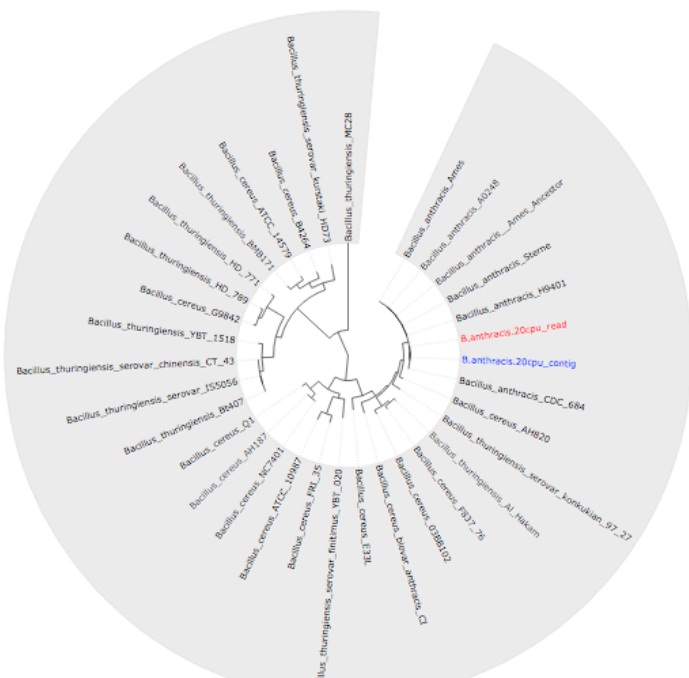 Bacillus_thuringiensis_MC28
Bacillus_thuringiensis_serovar_kurstaki_HD73
Bacillus_cereus_B4264
Bacillus_cereus_ATCC_14579
Bacillus_thuringiensis_BMB171
Bacillus_thuringiensis_HD_771
Bacillus_thuringiensis_HD_789
Bacillus_cereus_G9842
Bacillus_thuringiensis_YBT_1518
Bacillus_thuringiensis_serovar_chinensis_CT_43
Bacillus_thuringiensis_serovar_IS5056
Bacillus_thuringiensis_Bt407
Bacillus_cereus_Q1
Bacillus_cereus_AH187
Bacillus_cereus_NC7401
Bacillus_cereus_ATCC_10987
Bacillus_cereus_FRI_35
llus_thuringiensis_serovar_finitimus_YBT_020
Bacillus_cereus_E33L
Bacillus_cereus_biovar_anthracis_CI
Bacillus_cereus_03BB102
Bacillus_cereus_F837_76
Bacillus_thuringiensis_Al_Hakam
Bacillus_thuringiensis_serovar_konkukian_97_27
Bacillus_cereus_AH820
Bacillus_anthracis_CDC_684
B.anthracis.20cpu_contig
B.anthracis.20cpu_read
Bacillus_anthracis_H9401
Bacillus_anthracis_Sterne
Bacillus_anthracis__Ames_Ancestor
Bacillus_anthracis_A0248
Bacillus_anthracis_Ames